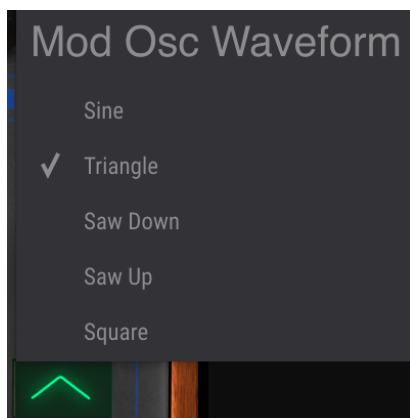 Mod Osc Waveform
Sine
Triangle
Saw Down
Saw Up
Square